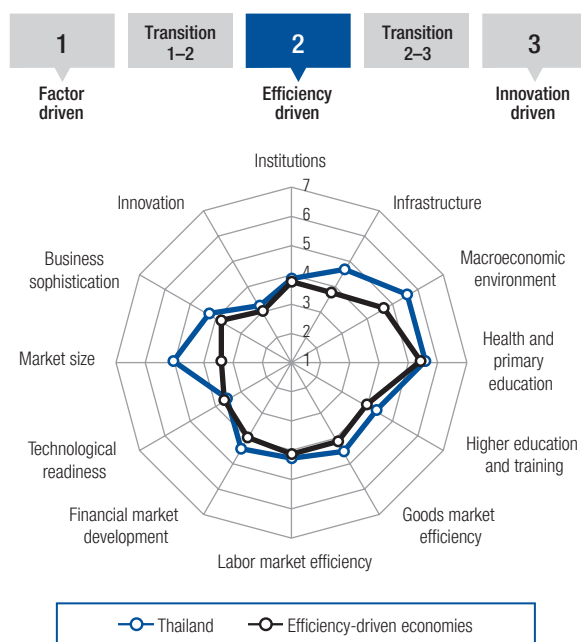 1
Transition
1–2
2
Transition
2–3
3
Factor
driven
Efficiency
driven
Innovation
driven
Institutions
Infrastructure
Macroeconomic
environment
Health and
primary
education
Higher education
and training
Goods market
efficiency
Labor market efficiency
Financial market
development
Technological
readiness
Market size
Business
sophistication
Innovation
7
6
5
4
3
2
1
Thailand
Efficiency-driven economies